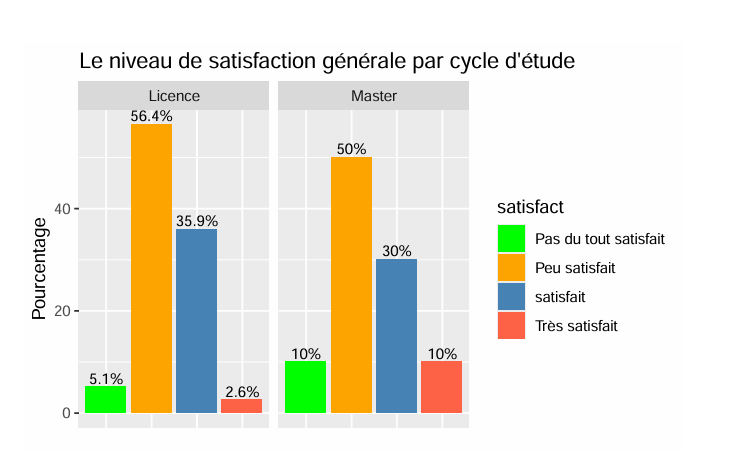 Le niveau de satisfaction générale par cycle d'étude
Licence
Master
56.4%
50%
35.9%
30%
10%
10%
5.1%
2.6%
40
20
0
Pourcentage
satisfact
Pas du tout satisfait
Peu satisfait
satisfait
Très satisfait